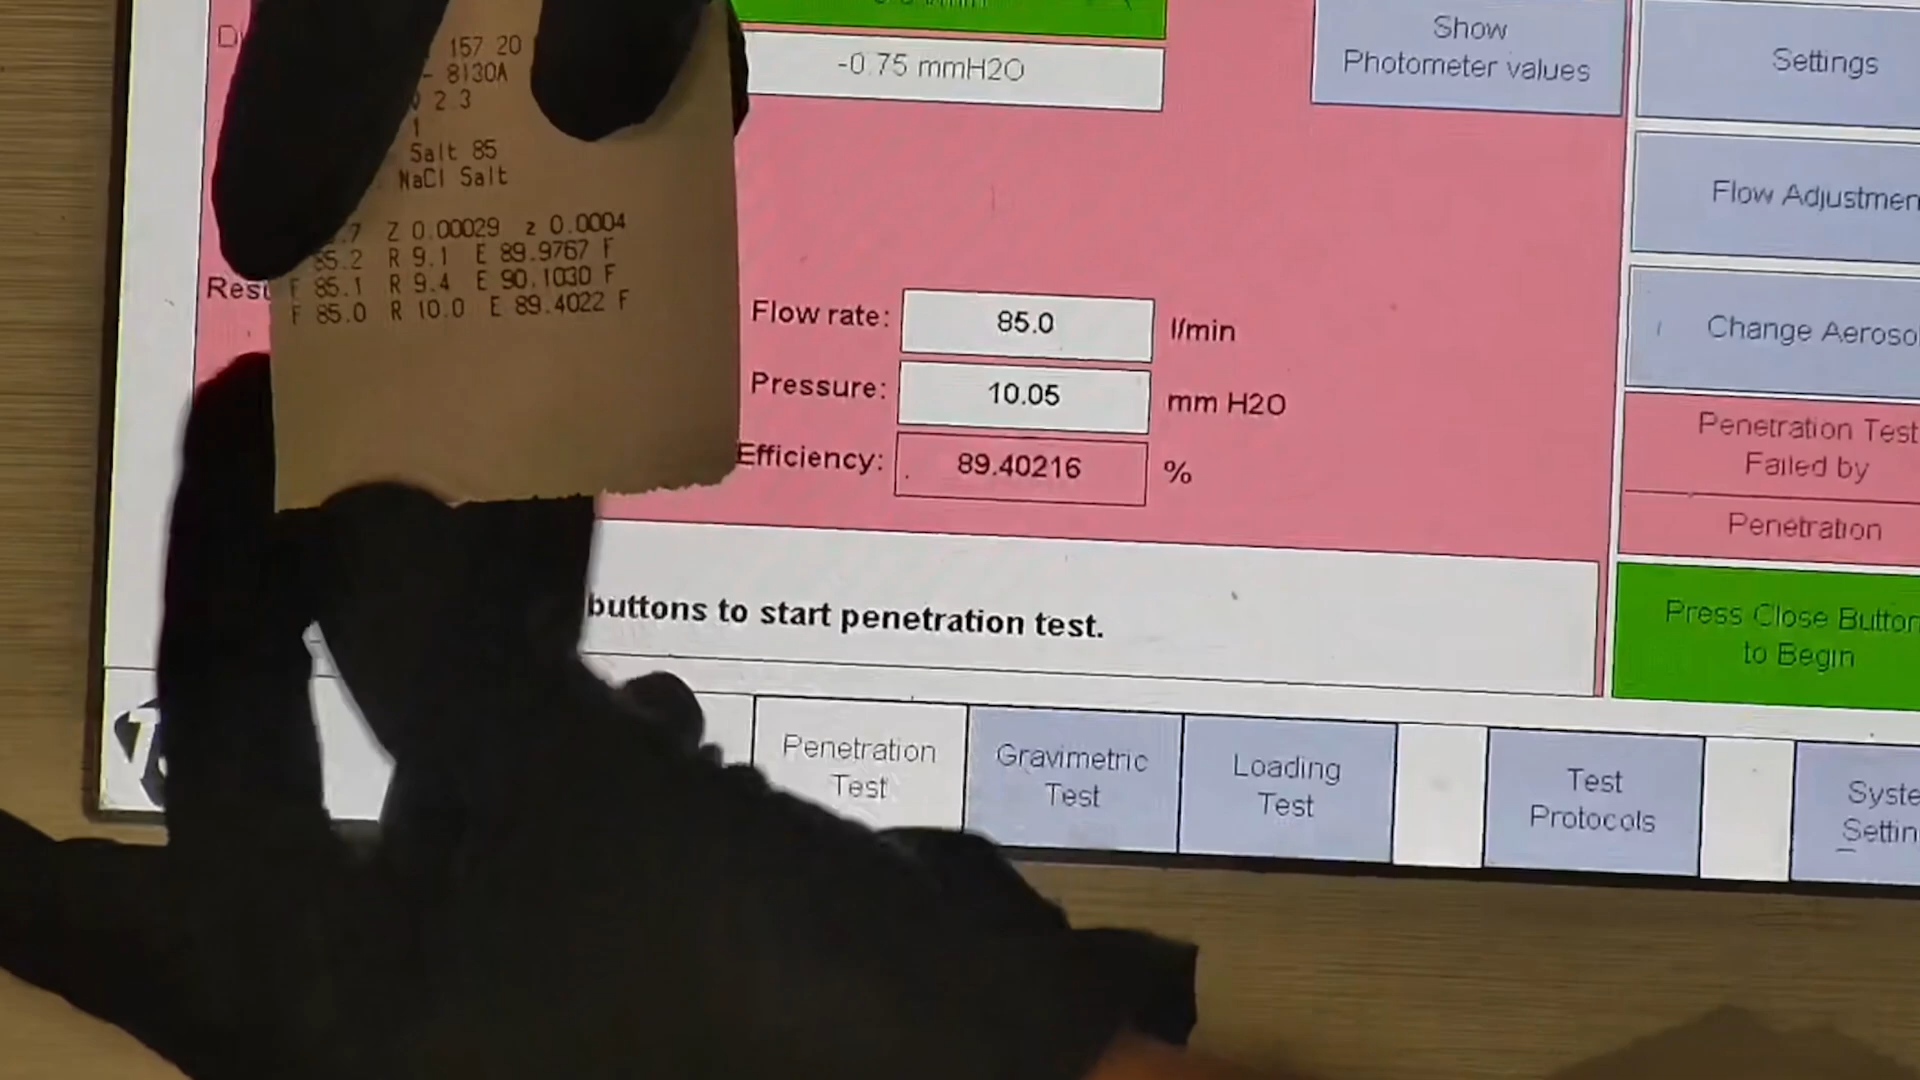 157 20
- 8130A
2.3
1
Salt 85
NaCl Salt
.7 Z 0.00029 z 0.0004
85.2 R 9.1 E 89.9767 F
F 85.1 R 9.4 E 90.1030 F
F 85.0 R 10.0 E 89.4022 F
-0.75 mmH2O
Show
Photometer values
Settings
Flow rate: 85.0 l/min
Pressure: 10.05 mm H2O
Efficiency: 89.40216 %
Flow Adjustmen
Change Aeroso
Penetration Test
Failed by
Penetration
Press Close Button
to Begin
buttons to start penetration test.
Penetration
Test
Gravimetric
Test
Loading
Test
Test
Protocols
Syste
Settin